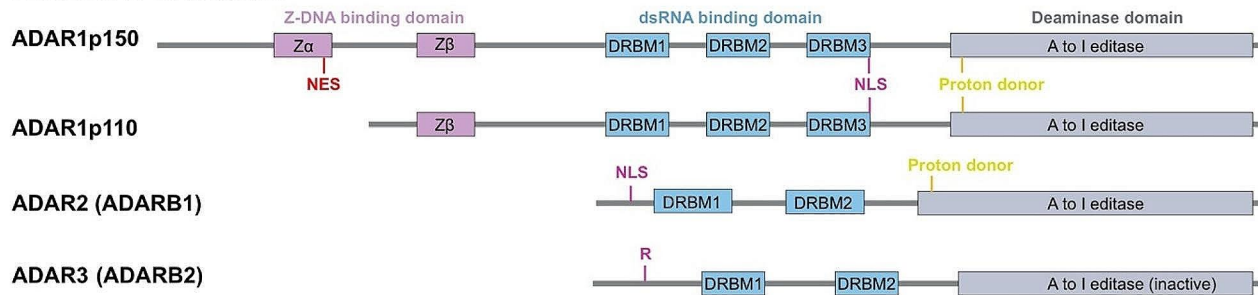 Z-DNA binding domain dsRNA binding domain Deaminase domain
ADAR1p150 Zα Zβ DRBM1 DRBM2 DRBM3 A to I editase
NES NLS Proton donor
ADAR1p110 Zβ DRBM1 DRBM2 DRBM3 A to I editase
NLS Proton donor
ADAR2 (ADARB1) DRBM1 DRBM2 A to I editase
R
ADAR3 (ADARB2) DRBM1 DRBM2 A to I editase (inactive)